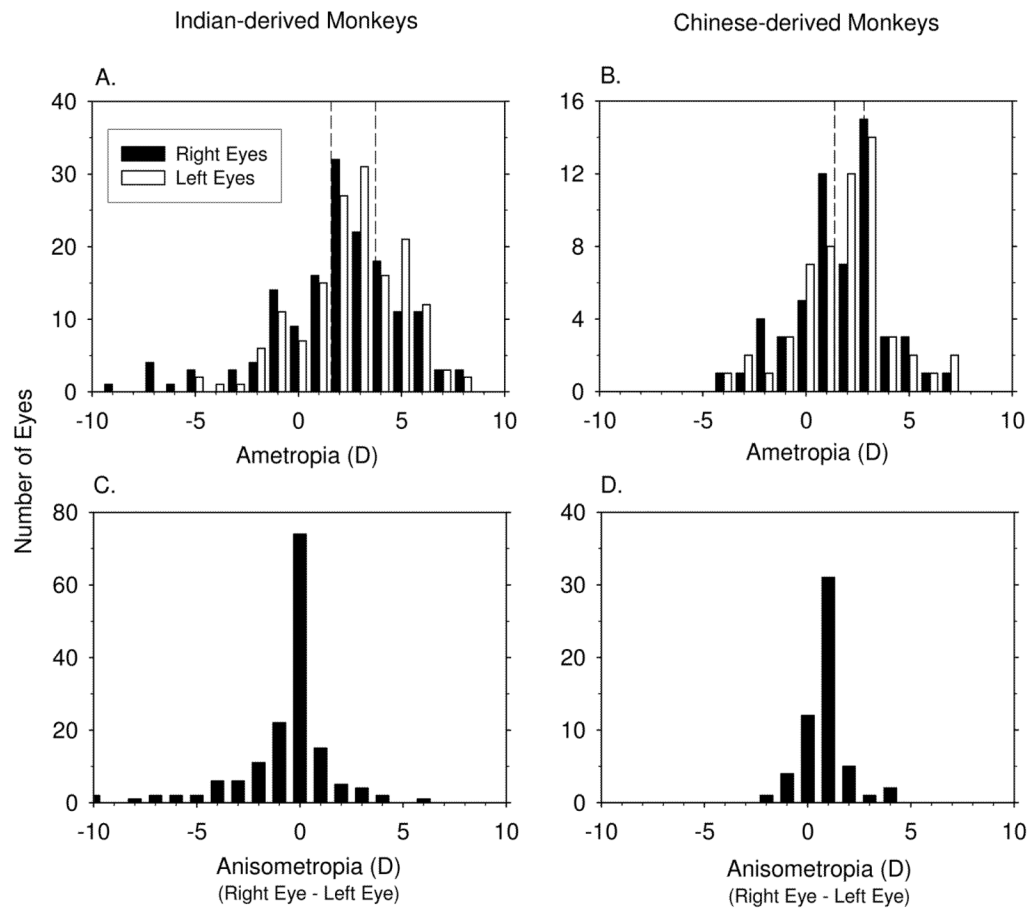 Indian-derived Monkeys
Chinese-derived Monkeys
A.
40
30
20
10
0
Right Eyes
Left Eyes
-10 -5 0 5 10
Ametropia (D)
B.
16
12
8
4
0
-10 -5 0 5 10
Ametropia (D)
Number of Eyes
C.
80
60
40
20
0
-10 -5 0 5 10
Anisometropia (D)
(Right Eye - Left Eye)
D.
40
30
20
10
0
-10 -5 0 5 10
Anisometropia (D)
(Right Eye - Left Eye)